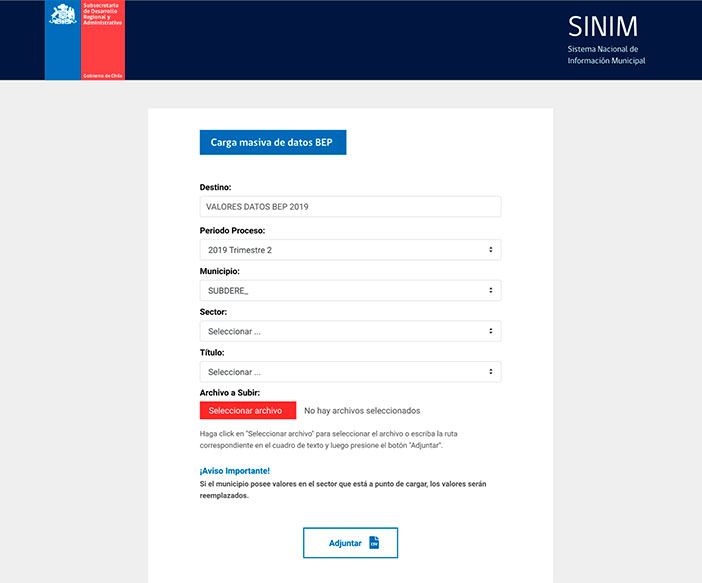 Subsecretaría
de Desarrollo
Regional y
Administrativo
Gobierno de Chile
SINIM
Sistema Nacional de
Información Municipal
Carga masiva de datos BEP
Destino:
VALORES DATOS BEP 2019
Periodo Proceso:
2019 Trimestre 2
Municipio:
SUBDERE_
Sector:
Seleccionar ...
Título:
Seleccionar ...
Archivo a Subir:
Seleccionar archivo No hay archivos seleccionados
Haga click en "Seleccionar archivo" para seleccionar el archivo o escriba la ruta
correspondiente en el cuadro de texto y luego presione el botón "Adjuntar".
¡Aviso Importante!
Si el municipio posee valores en el sector que está a punto de cargar, los valores serán
reemplazados.
Adjuntar CSV